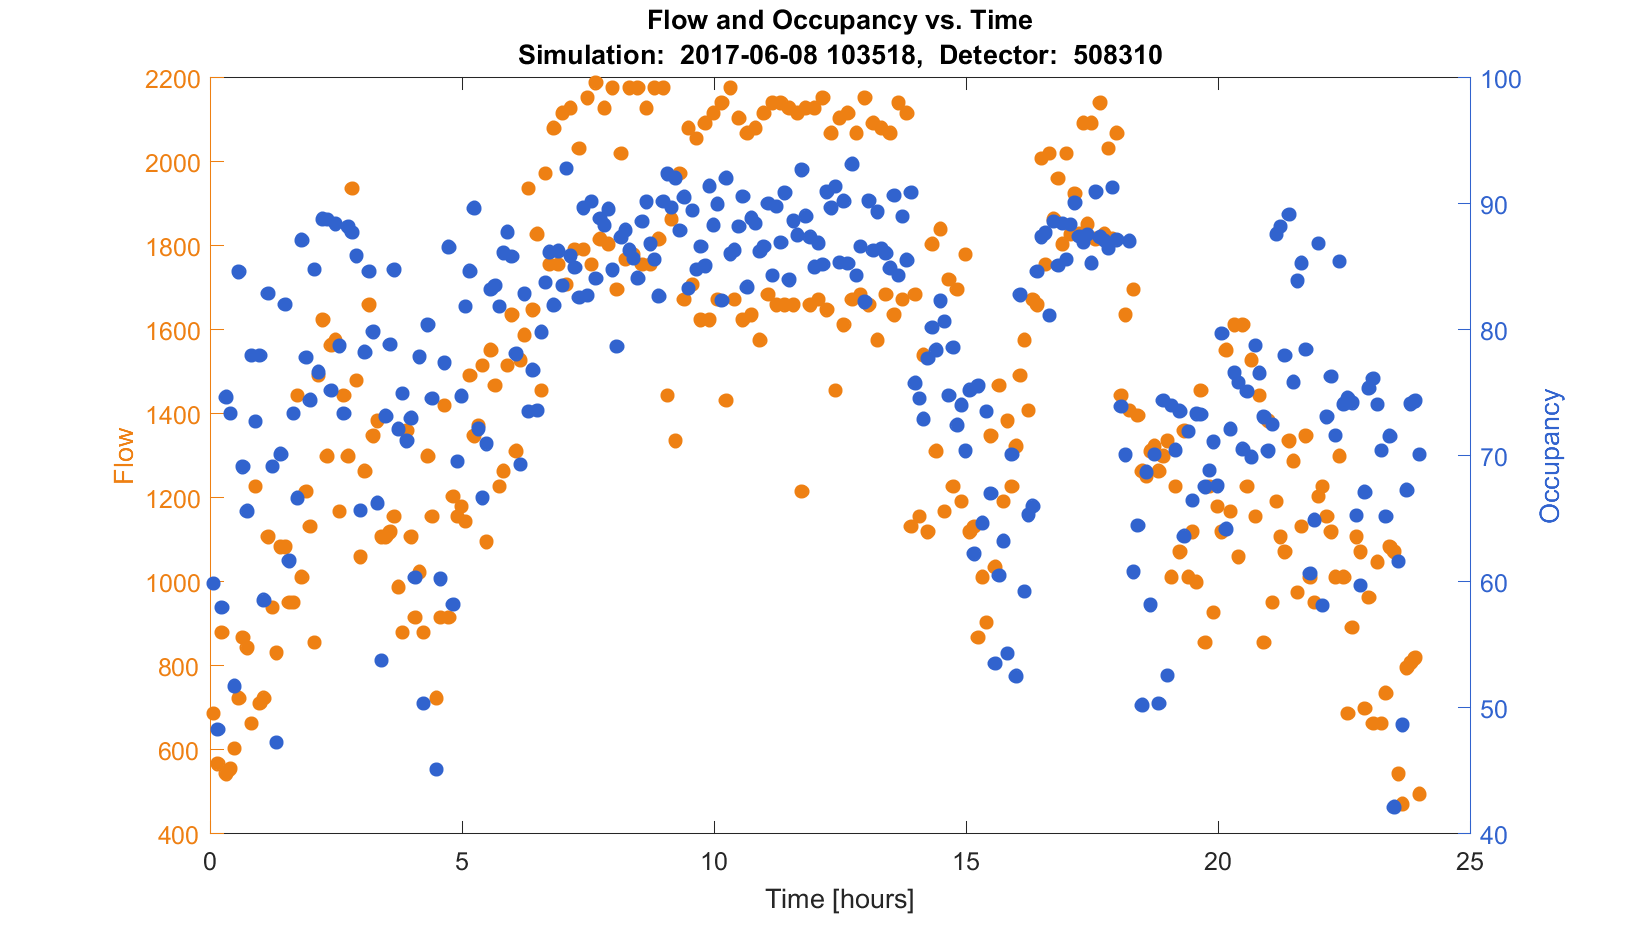 Flow and Occupancy vs. Time
Simulation: 2017-06-08 103518, Detector: 508310
2200
2000
1800
1600
1400
1200
1000
800
600
400
Flow
100
90
80
70
60
50
40
Occupancy
0 5 10 15 20 25
Time [hours]